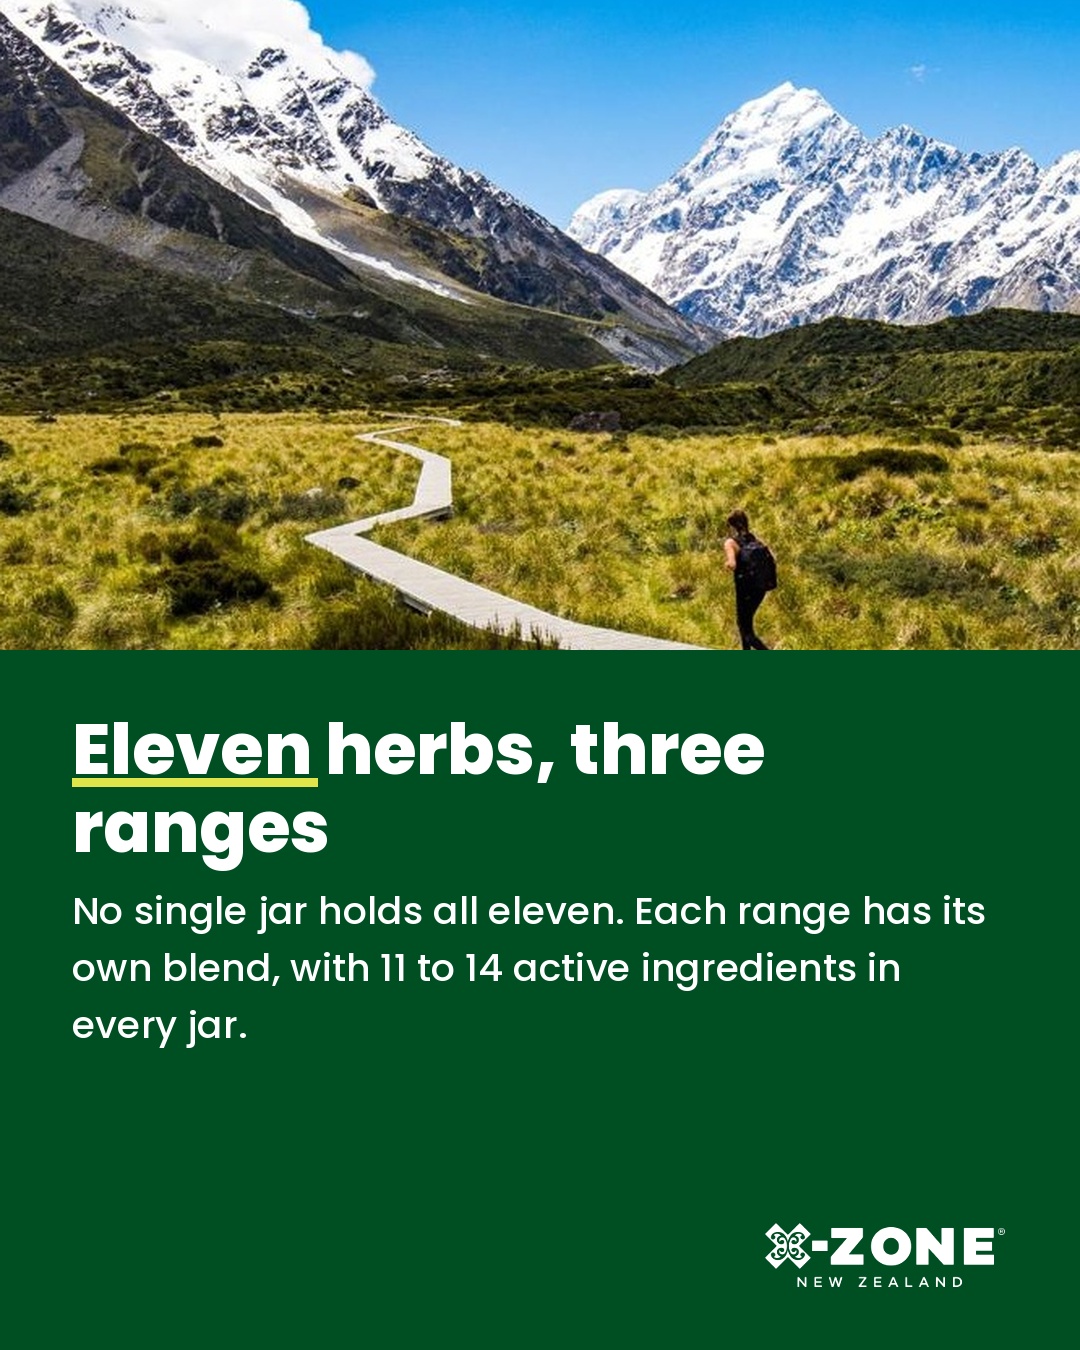 Eleven herbs, three
ranges
No single jar holds all eleven. Each range has its
own blend, with 11 to 14 active ingredients in
every jar.
X-ZONE®
NEW ZEALAND